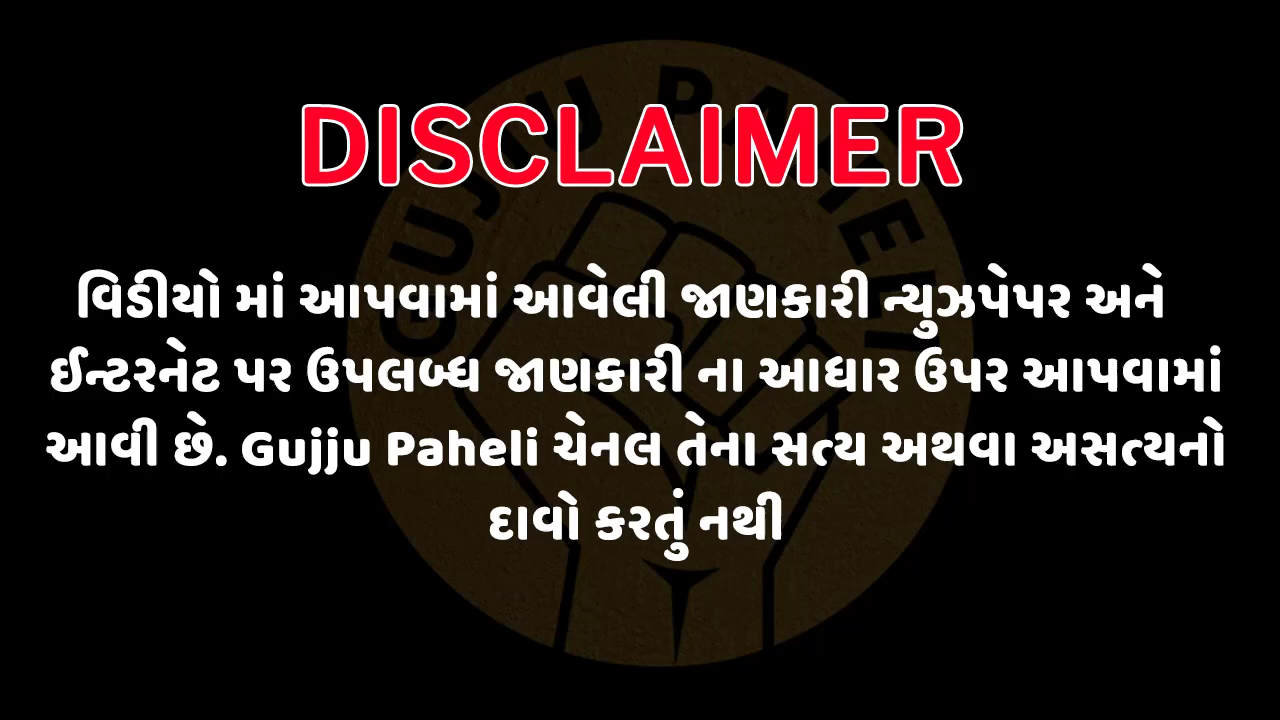 DISCLAIMER
વિડીયો માં આપવામાં આવેલી જાણકારી ન્યુઝપેપર અને
ઈન્ટરનેટ પર ઉપલબ્ધ જાણકારી ના આધાર ઉપર આપવામાં
આવી છે. Gujju Paheli ચેનલ તેના સત્ય અથવા અસત્યનો
દાવો કરતું નથી